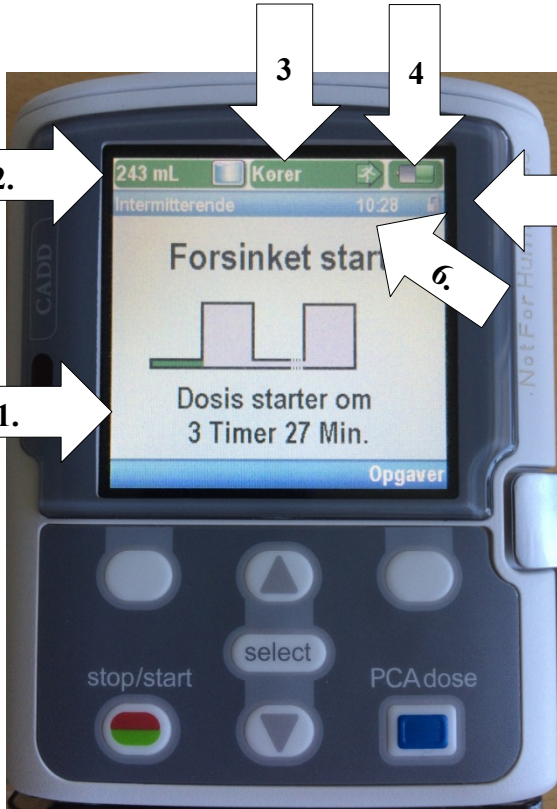 3
4
2.
243 mL Kører
Intermitterende 10:28
6.
Forsinket start
CADD
.NotForHum
1.
Dosis starter om
3 Timer 27 Min.
Opgaver
select
stop/start
PCA dose